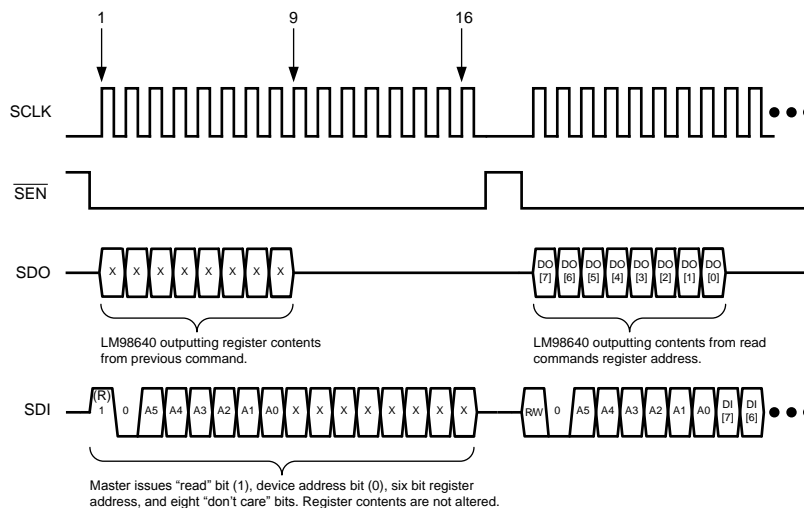 1 9 16
SCLK
SEN
SDO X X X X X X X X DO [7] DO [6] DO [5] DO [4] DO [3] DO [2] DO [1] DO [0]
LM98640 outputting register contents
from previous command.
LM98640 outputting contents from read
commands register address.
SDI (R) 1 0 A5 A4 A3 A2 A1 A0 X X X X X X X X RW 0 A5 A4 A3 A2 A1 A0 DI [7] DI [6]
Master issues “read” bit (1), device address bit (0), six bit register
address, and eight “don’t care” bits. Register contents are not altered.